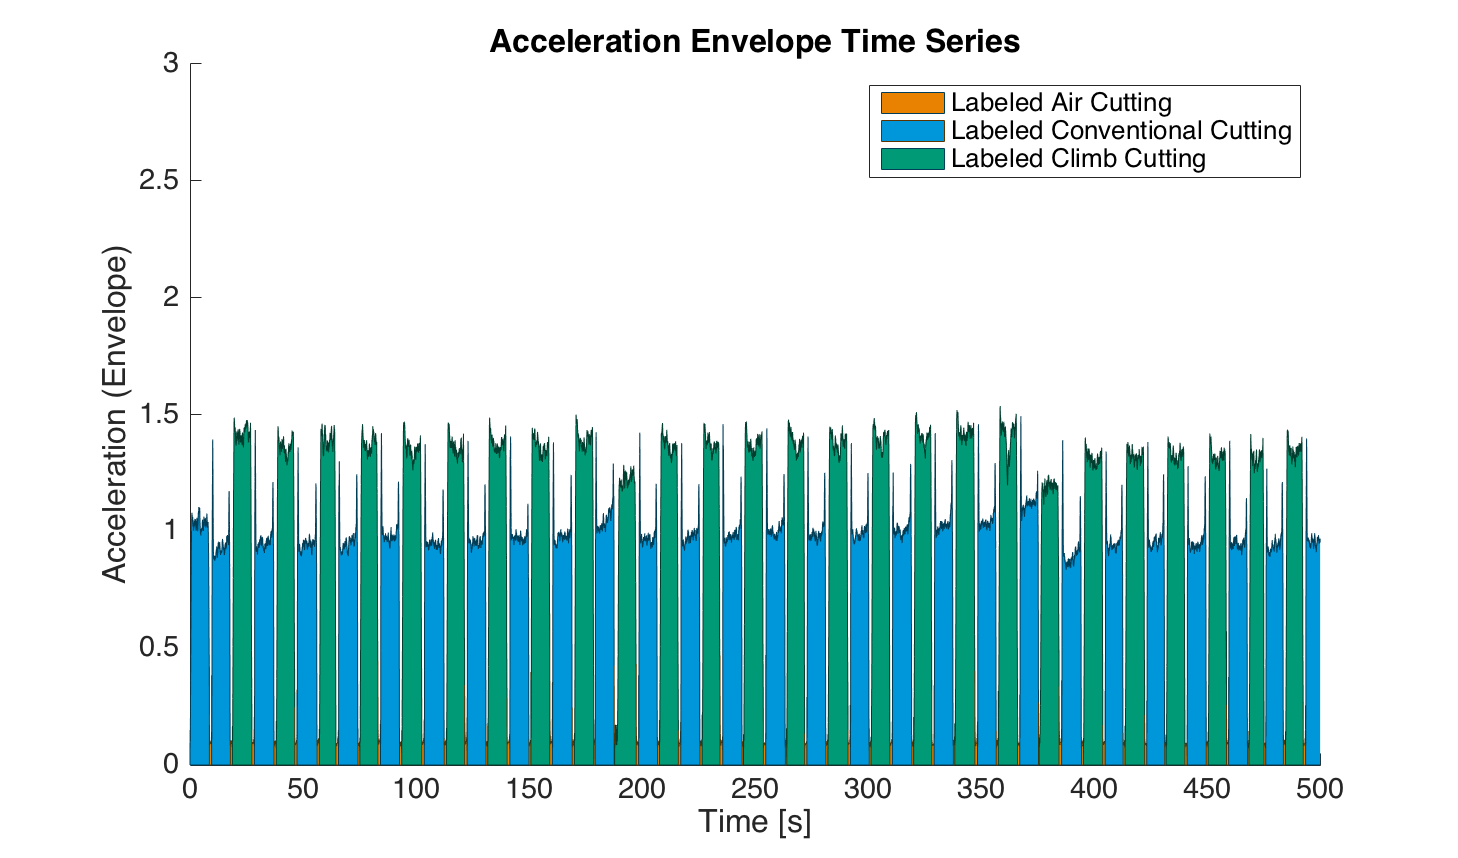 Acceleration Envelope Time Series
Labeled Air Cutting
Labeled Conventional Cutting
Labeled Climb Cutting
Acceleration (Envelope)
3
2.5
2
1.5
1
0.5
0
0 50 100 150 200 250 300 350 400 450 500
Time [s]